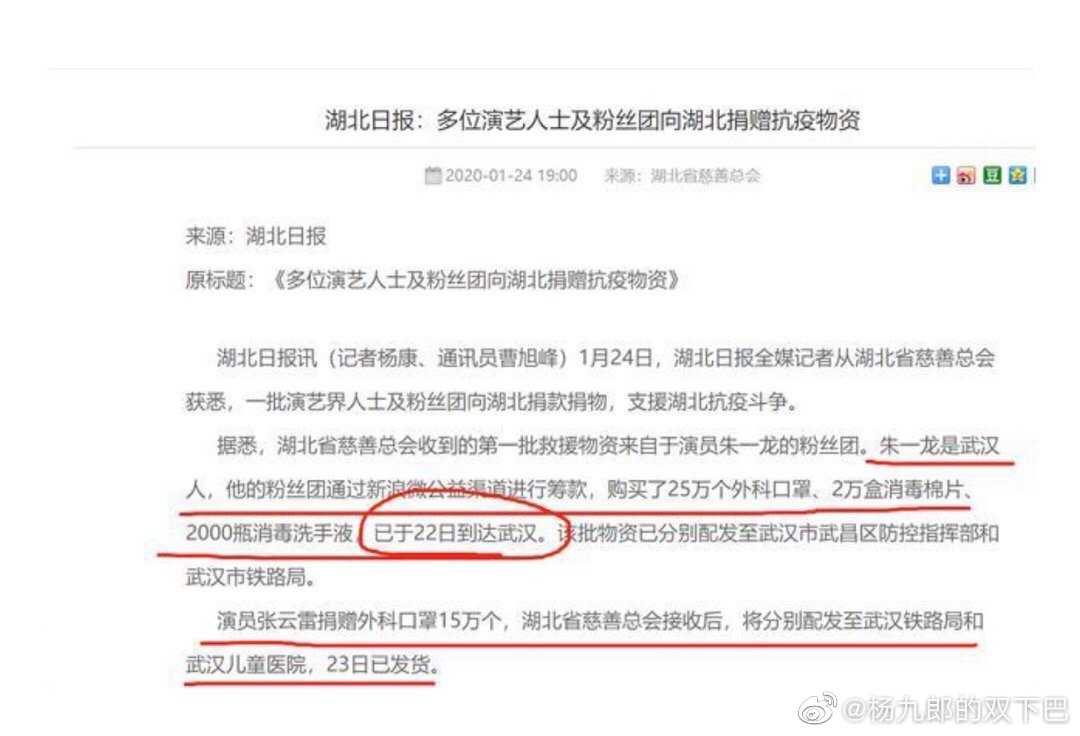 湖北日报：多位演艺人士及粉丝团向湖北捐赠抗疫物资
2020-01-24 19:00 来源：湖北省慈善总会
豆
来源：湖北日报
原标题：《多位演艺人士及粉丝团向湖北捐赠抗疫物资》
湖北日报讯（记者杨康、通讯员曹旭峰）1月24日，湖北日报全媒记者从湖北省慈善总会
获悉，一批演艺界人士及粉丝团向湖北捐款捐物，支援湖北抗疫斗争。
据悉，湖北省慈善总会收到的第一批救援物资来自于演员朱一龙的粉丝团。朱一龙是武汉
人，他的粉丝团通过新浪微公益渠道进行筹款，购买了25万个外科口罩、2万盒消毒棉片、
2000瓶消毒洗手液，已于22日到达武汉。该批物资已分别配发至武汉市武昌区防控指挥部和
武汉市铁路局。
演员张云雷捐赠外科口罩15万个，湖北省慈善总会接收后，将分别配发至武汉铁路局和
武汉儿童医院，23日已发货。
@杨九郎的双下巴